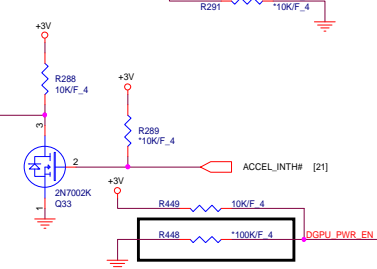 R291 *10K/F_4
+3V
R288
10K/F_4
+3V
3
R289
*10K/F_4
2
ACCEL_INTH# [21]
+3V
2N7002K
Q33
1
R449 10K/F_4
R448 *100K/F_4
DGPU_PWR_EN